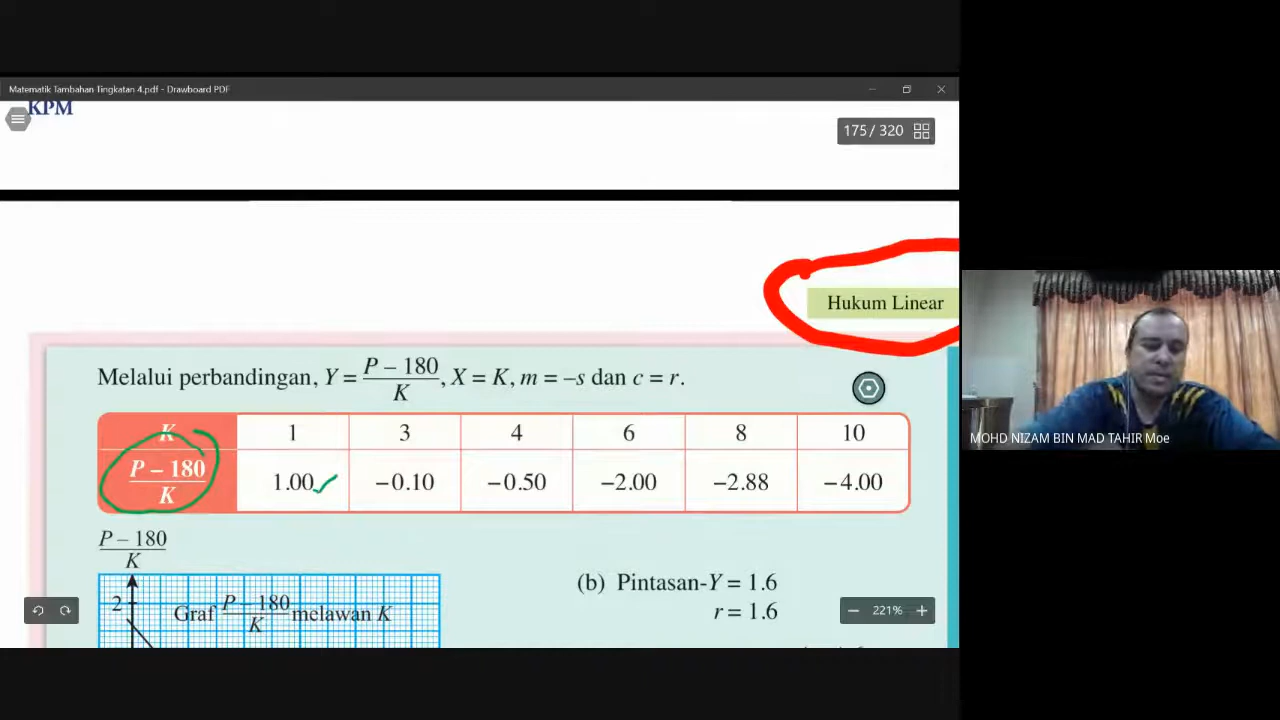 Matematik Tambahan Tingkatan 4.pdf - Drawboard PDF
KPM
175 / 320
Hukum Linear
Melalui perbandingan, Y = (P – 180)/K, X = K, m = –s dan c = r.
K 1 3 4 6 8 10
(P – 180)/K 1.00 –0.10 –0.50 –2.00 –2.88 –4.00
(P – 180)/K
2
Graf (P – 180)/K melawan K
(b) Pintasan-Y = 1.6
r = 1.6
221%
MOHD NIZAM BIN MAD TAHIR Moe